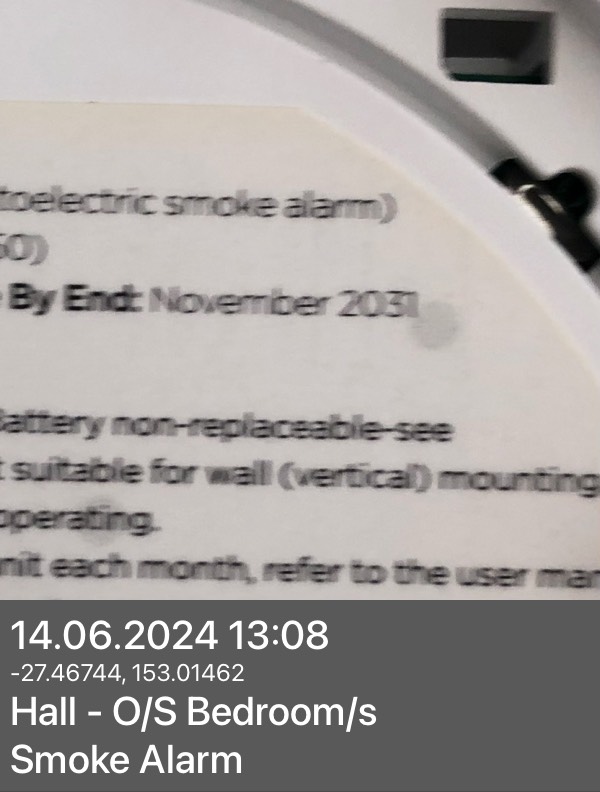 toelectric smoke alarm)
60)
By End: November 2031
Battery non-replaceable-see
t suitable for wall (vertical) mounting
operating.
nit each month, refer to the user man
14.06.2024 13:08
-27.46744, 153.01462
Hall - O/S Bedroom/s
Smoke Alarm